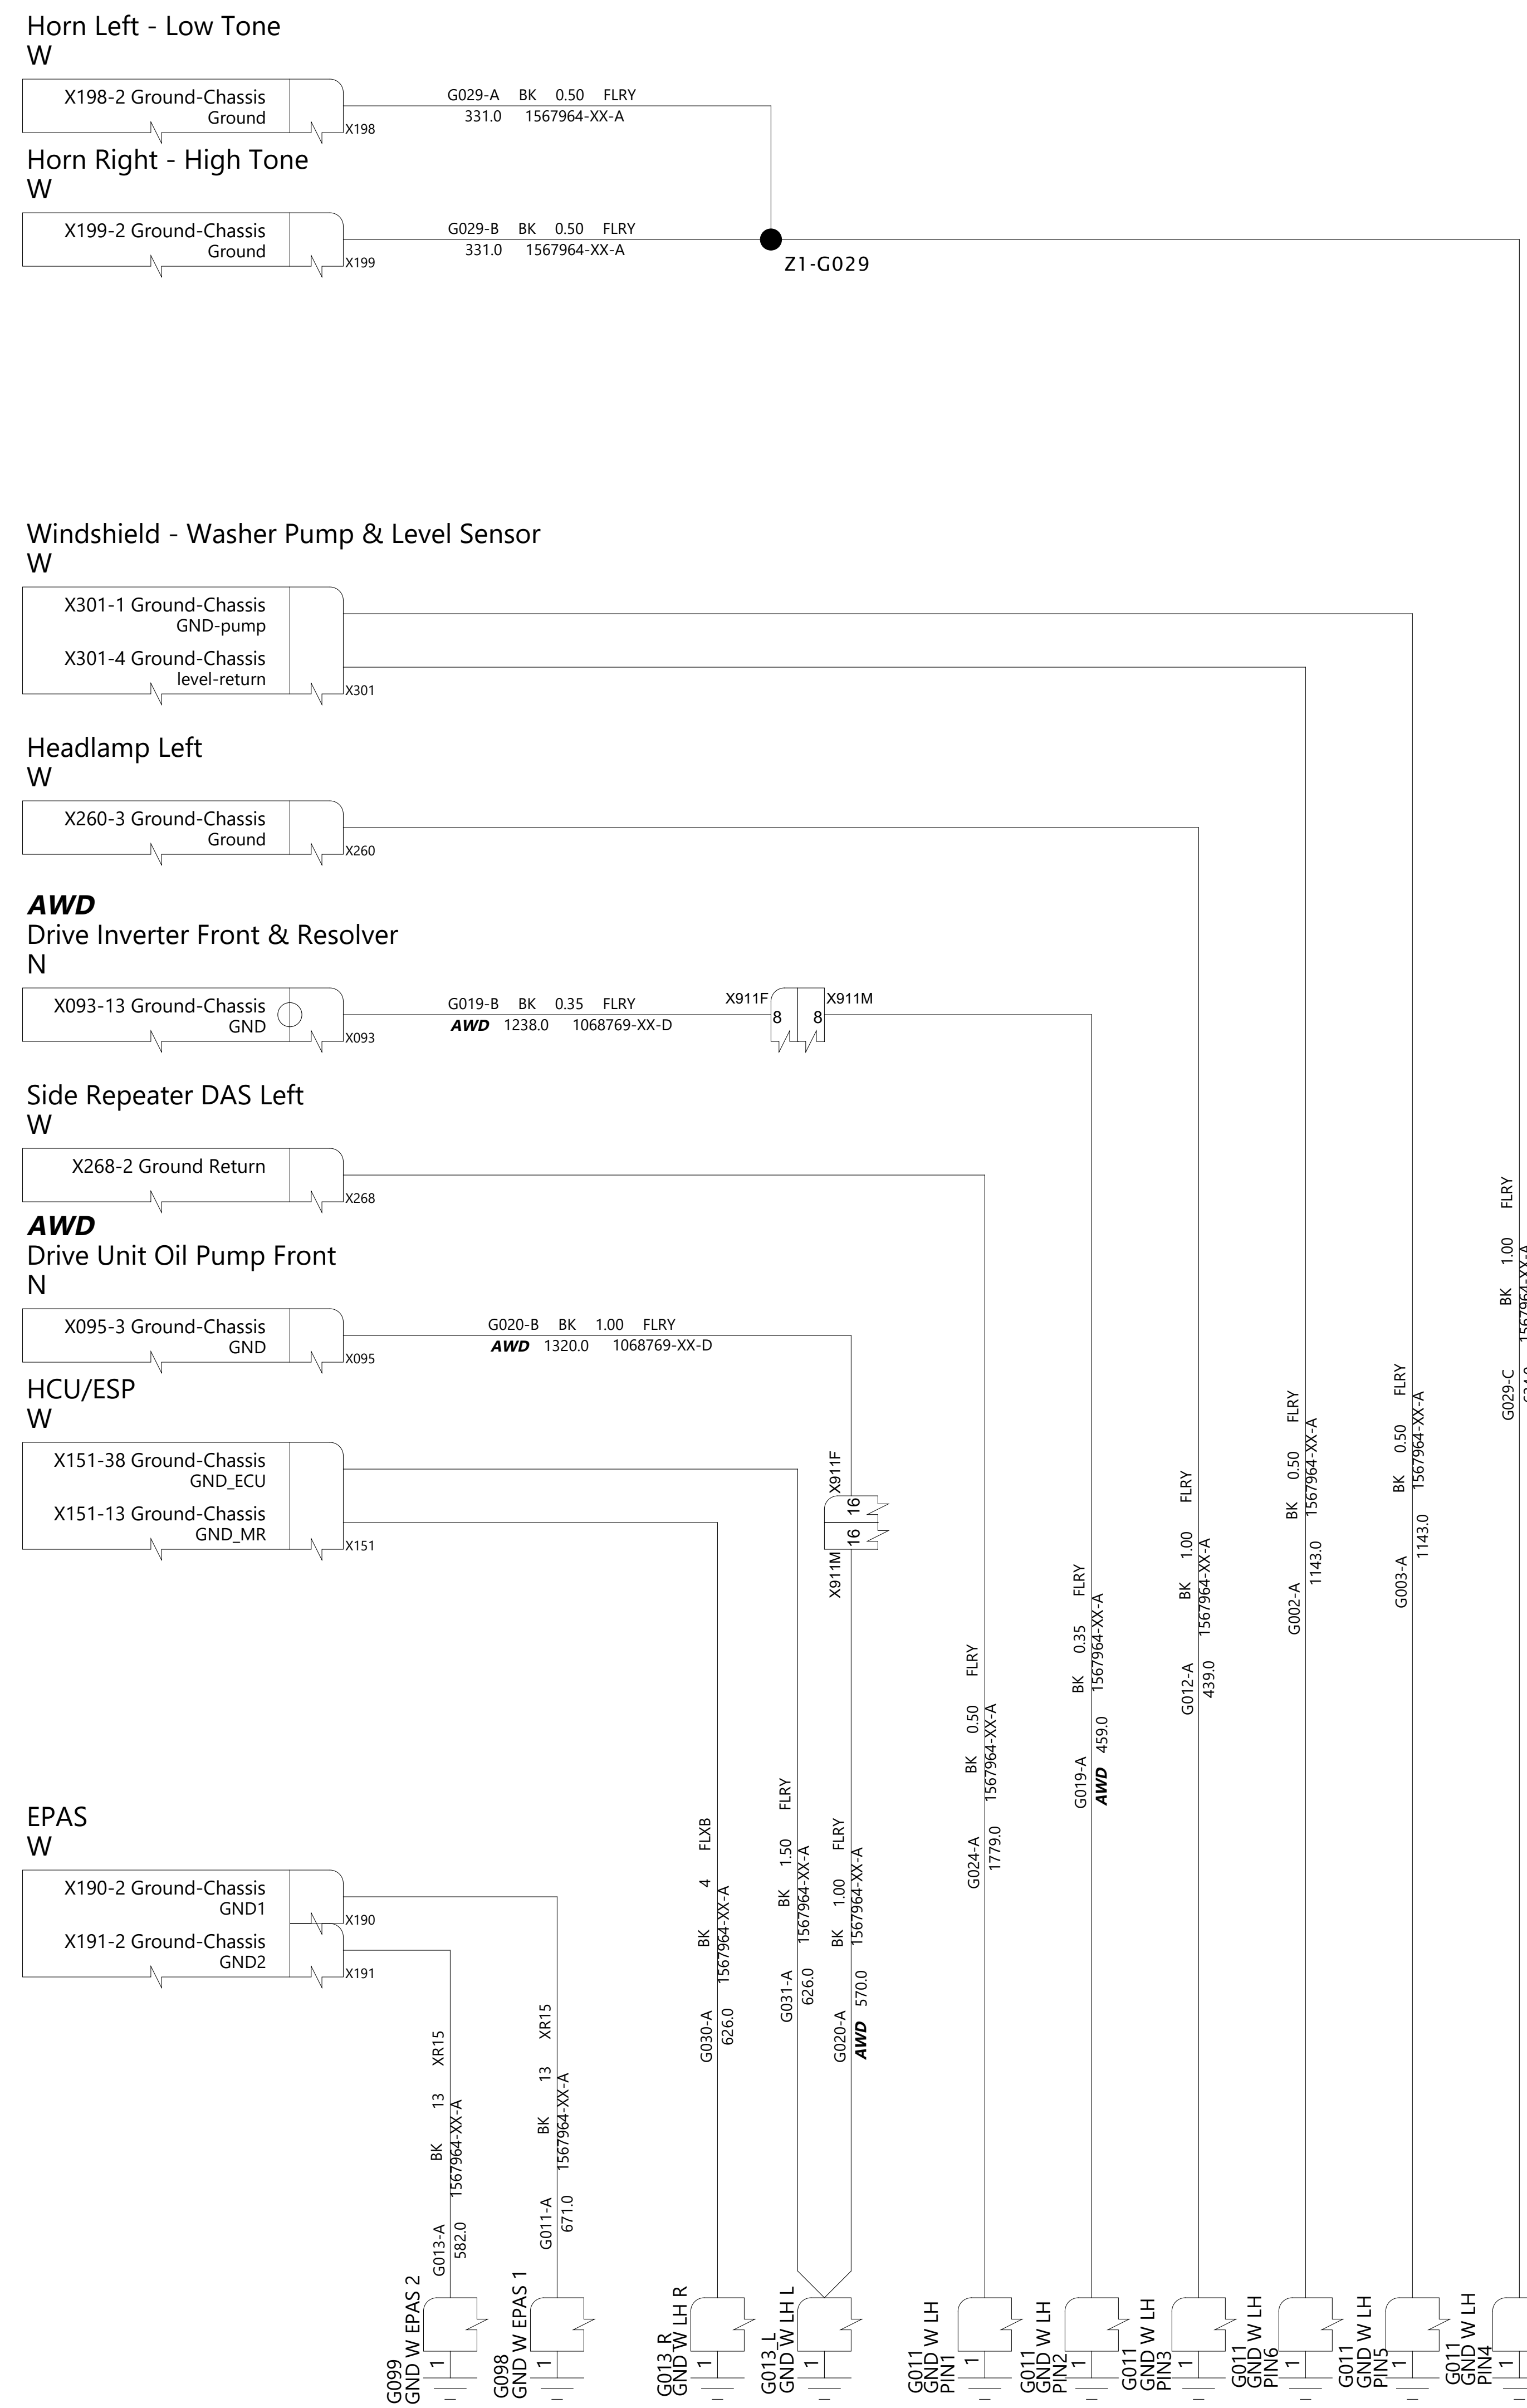 Horn Left - Low Tone
W
X198-2 Ground-Chassis
Ground
X198
G029-A BK 0.50 FLRY
331.0 1567964-XX-A
Horn Right - High Tone
W
X199-2 Ground-Chassis
Ground
X199
G029-B BK 0.50 FLRY
331.0 1567964-XX-A
Z1-G029
Windshield - Washer Pump & Level Sensor
W
X301-1 Ground-Chassis
GND-pump
X301-4 Ground-Chassis
level-return
X301
Headlamp Left
W
X260-3 Ground-Chassis
Ground
X260
AWD
Drive Inverter Front & Resolver
N
X093-13 Ground-Chassis
GND
X093
G019-B BK 0.35 FLRY
AWD 1238.0 1068769-XX-D
X911F
8
8
X911M
Side Repeater DAS Left
W
X268-2 Ground Return
X268
AWD
Drive Unit Oil Pump Front
N
X095-3 Ground-Chassis
GND
X095
G020-B BK 1.00 FLRY
AWD 1320.0 1068769-XX-D
HCU/ESP
W
X151-38 Ground-Chassis
GND_ECU
X151-13 Ground-Chassis
GND_MR
X151
X911F
16
16
X911M
EPAS
W
X190-2 Ground-Chassis
GND1
X190
X191-2 Ground-Chassis
GND2
X191
G013-A BK 13 XR15
582.0 1567964-XX-A
G011-A BK 13 XR15
671.0 1567964-XX-A
G030-A BK 4 FLXB
626.0 1567964-XX-A
G031-A BK 1.50 FLRY
626.0 1567964-XX-A
G020-A BK 1.00 FLRY
AWD 570.0 1567964-XX-A
G024-A BK 0.50 FLRY
1779.0 1567964-XX-A
G019-A BK 0.35 FLRY
AWD 459.0 1567964-XX-A
G012-A BK 1.00 FLRY
439.0 1567964-XX-A
G002-A BK 0.50 FLRY
1143.0 1567964-XX-A
G003-A BK 0.50 FLRY
1143.0 1567964-XX-A
G029-C BK 1.00 FLRY
G099
GND W EPAS 2
1
G098
GND W EPAS 1
1
G013_R
GND W LH R
1
G013_L
GND W LH L
1
G011
GND W LH
PIN1
1
G011
GND W LH
PIN2
1
G011
GND W LH
PIN3
1
G011
GND W LH
PIN6
1
G011
GND W LH
PIN5
1
G011
GND W LH
PIN4
1